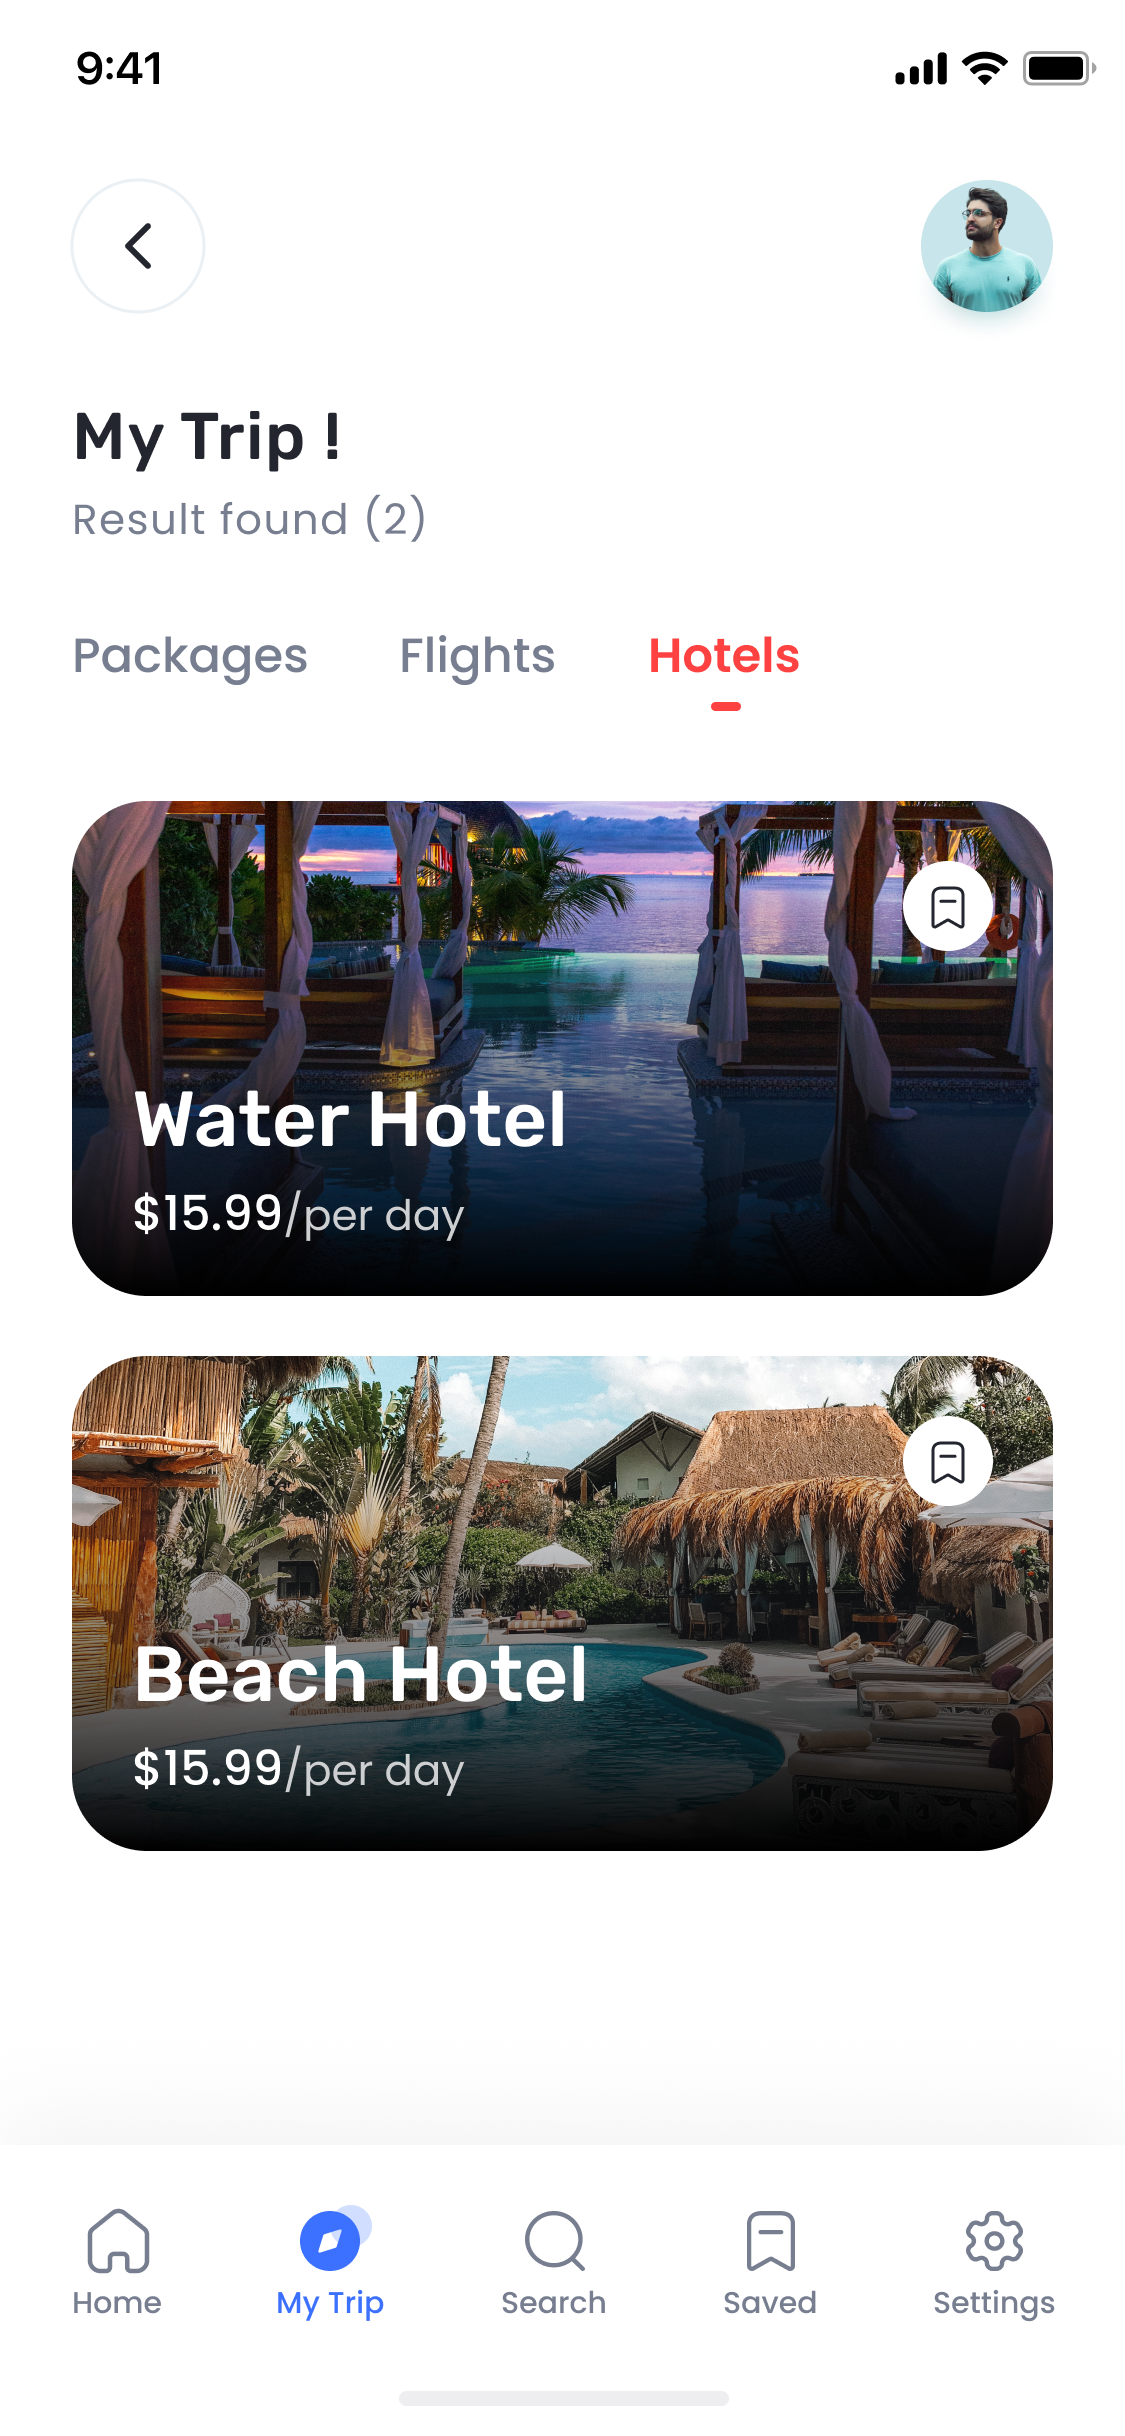 9:41
My Trip !
Result found (2)
Packages Flights Hotels
Water Hotel
$15.99/per day
Beach Hotel
$15.99/per day
Home My Trip Search Saved Settings